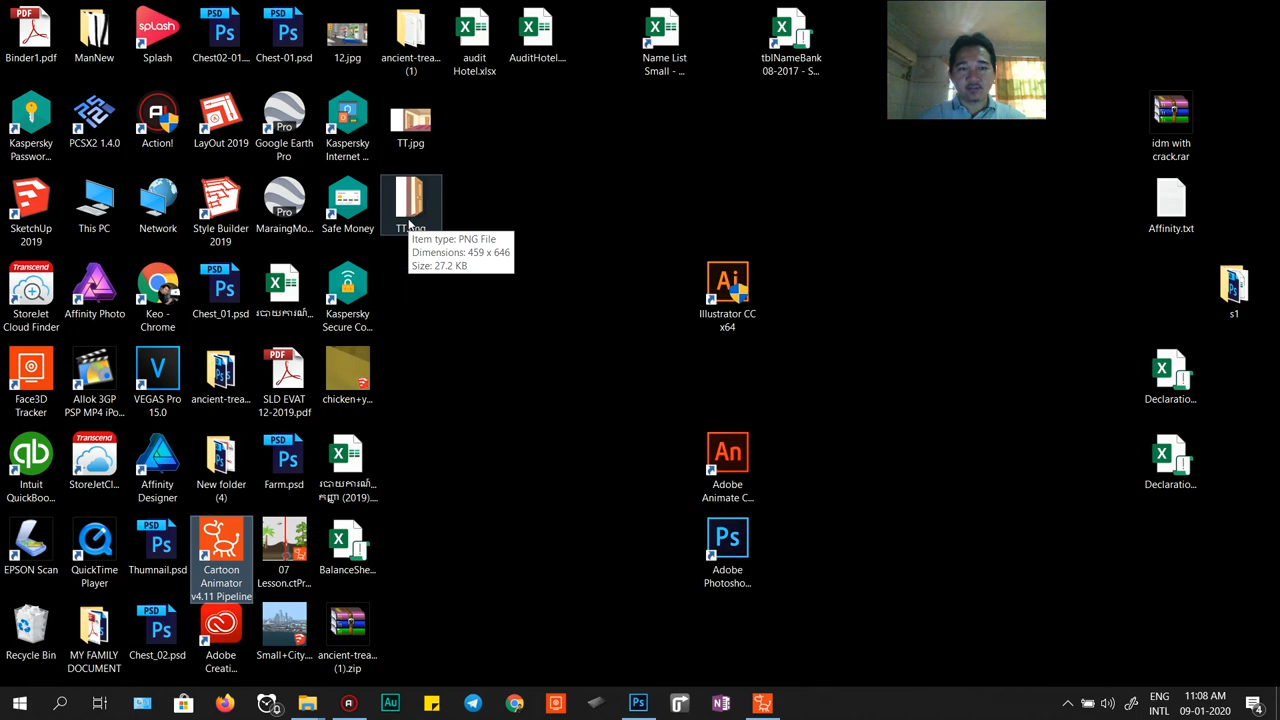 Binder1.pdf
ManNew
Splash
Chest02-01....
Chest-01.psd
12.jpg
ancient-trea...
(1)
audit
Hotel.xlsx
AuditHotel....
Name List
Small - ...
tblNameBank
08-2017 - S...
Kaspersky
Passwor...
PCSX2 1.4.0
Action!
LayOut 2019
Google Earth
Pro
Kaspersky
Internet ...
TT.jpg
idm with
crack.rar
SketchUp
2019
This PC
Network
Style Builder
2019
MaraingMo...
Safe Money
Affinity.txt
Item type: PNG File
Dimensions: 459 x 646
Size: 27.2 KB
StoreJet
Cloud Finder
Affinity Photo
Keo -
Chrome
Chest_01.psd
Kaspersky
Secure Co...
Illustrator CC
x64
s1
Face3D
Tracker
Allok 3GP
PSP MP4 iPo...
VEGAS Pro
15.0
ancient-trea...
SLD EVAT
12-2019.pdf
chicken+y...
Declaratio...
Intuit
QuickBoo...
StoreJetCl...
Affinity
Designer
New folder
(4)
Farm.psd
(2019)....
Adobe
Animate C...
Declaratio...
EPSON Scan
QuickTime
Player
Thumnail.psd
Cartoon
Animator
v4.11 Pipeline
07
Lesson.ctPr...
BalanceShe...
Adobe
Photosho...
Recycle Bin
MY FAMILY
DOCUMENT
Chest_02.psd
Adobe
Creati...
Small+City....
ancient-trea...
(1).zip
ENG
INTL
11:08 AM
09-01-2020